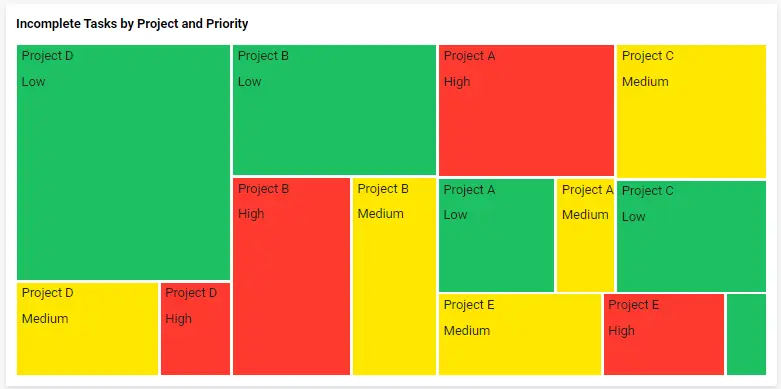 Incomplete Tasks by Project and Priority
Project D
Low
Project B
Low
Project A
High
Project C
Medium
Project B
High
Project B
Medium
Project A
Low
Project A
Medium
Project C
Low
Project D
Medium
Project D
High
Project E
Medium
Project E
High